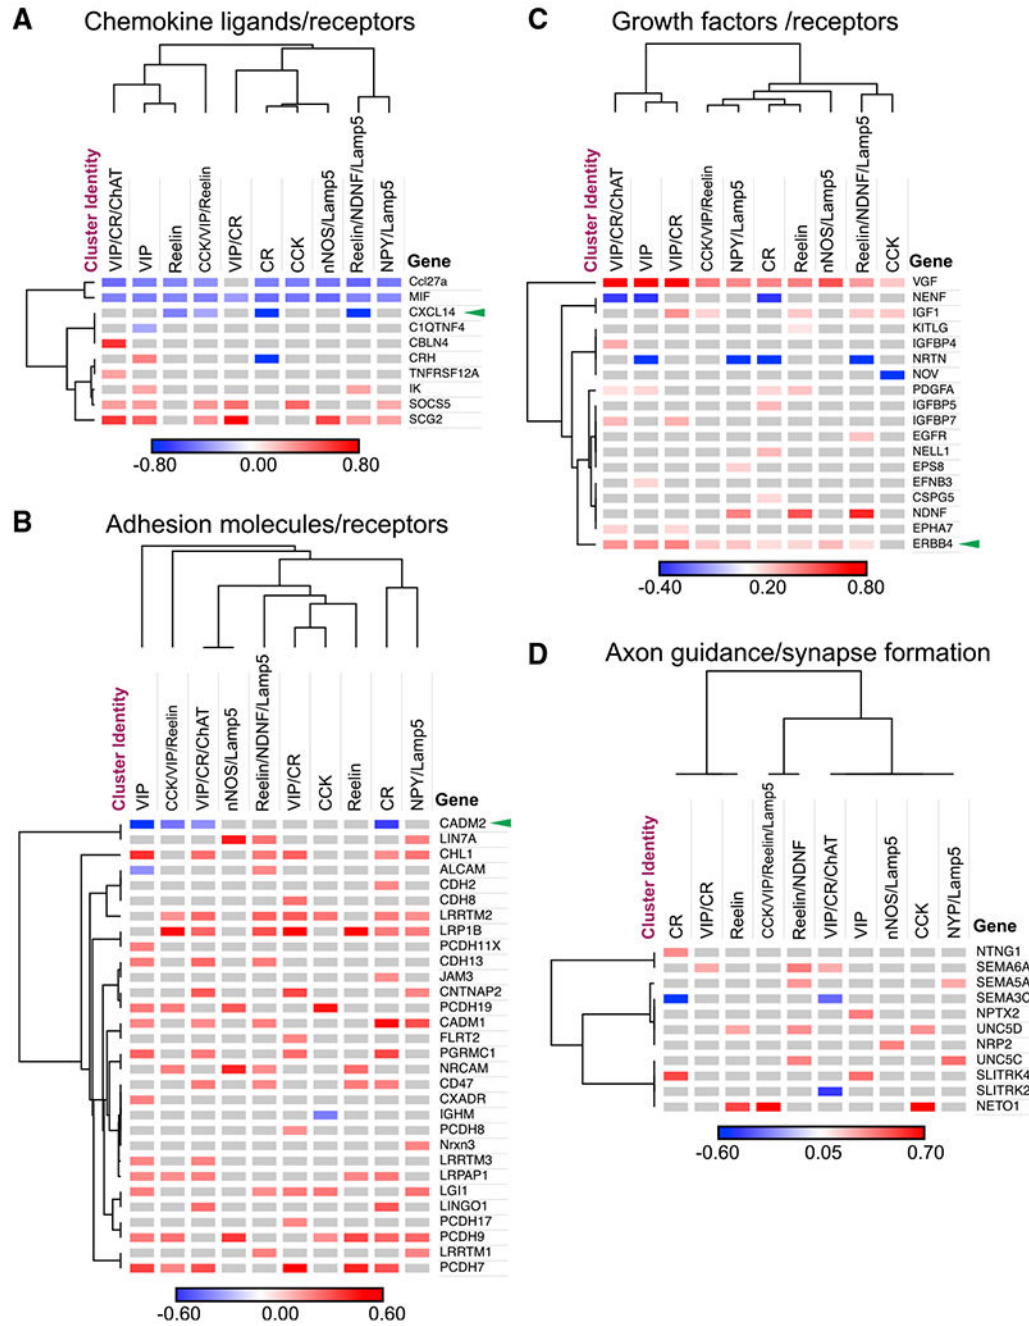 A
Chemokine ligands/receptors
Cluster Identity
VIP/CR/ChAT
VIP
Reelin
CCK/VIP/Reelin
VIP/CR
CR
CCK
nNOS/Lamp5
Reelin/NDNF/Lamp5
NPY/Lamp5
Gene
Ccl27a
MIF
CXCL14
C1QTNF4
CBLN4
CRH
TNFRSF12A
IK
SOCS5
SCG2
-0.80 0.00 0.80
B
Adhesion molecules/receptors
Cluster Identity
VIP
CCK/VIP/Reelin
VIP/CR/ChAT
nNOS/Lamp5
Reelin/NDNF/Lamp5
VIP/CR
CCK
Reelin
CR
NPY/Lamp5
Gene
CADM2
LIN7A
CHL1
ALCAM
CDH2
CDH8
LRRTM2
LRP1B
PCDH11X
CDH13
JAM3
CNTNAP2
PCDH19
CADM1
FLRT2
PGRMC1
NRCAM
CD47
CXADR
IGHM
PCDH8
Nrxn3
LRRTM3
LRPAP1
LGI1
LINGO1
PCDH17
PCDH9
LRRTM1
PCDH7
-0.60 0.00 0.60
C
Growth factors /receptors
Cluster Identity
VIP/CR/ChAT
VIP
VIP/CR
CCK/VIP/Reelin
NPY/Lamp5
CR
Reelin
nNOS/Lamp5
Reelin/NDNF/Lamp5
CCK
Gene
VGF
NENF
IGF1
KITLG
IGFBP4
NRTN
NOV
PDGFA
IGFBP5
IGFBP7
EGFR
NELL1
EPS8
EFNB3
CSPG5
NDNF
EPHA7
ERBB4
-0.40 0.20 0.80
D
Axon guidance/synapse formation
Cluster Identity
CR
VIP/CR
Reelin
CCK/VIP/Reelin/Lamp5
Reelin/NDNF
VIP/CR/ChAT
VIP
nNOS/Lamp5
CCK
NYP/Lamp5
Gene
NTNG1
SEMA6A
SEMA5A
SEMA3C
NPTX2
UNC5D
NRP2
UNC5C
SLITRK4
SLITRK2
NETO1
-0.60 0.05 0.70